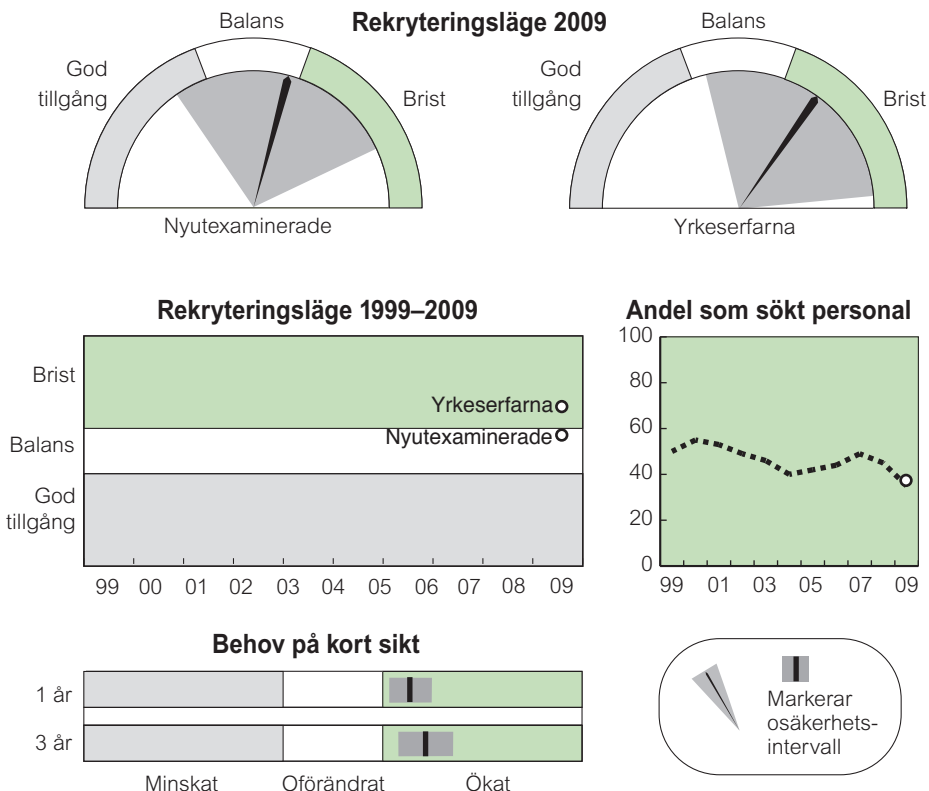 Rekryteringsläge 2009
Balans
God
tillgång
Brist
Nyutexaminerade
Balans
God
tillgång
Brist
Yrkeserfarna
Rekryteringsläge 1999–2009
Brist
Balans
God
tillgång
Yrkeserfarna
Nyutexaminerade
99 00 01 02 03 04 05 06 07 08 09
Andel som sökt personal
100
80
60
40
20
0
99 01 03 05 07 09
Behov på kort sikt
1 år
3 år
Minskat Oförändrat Ökat
Markerar
osäkerhets-
intervall